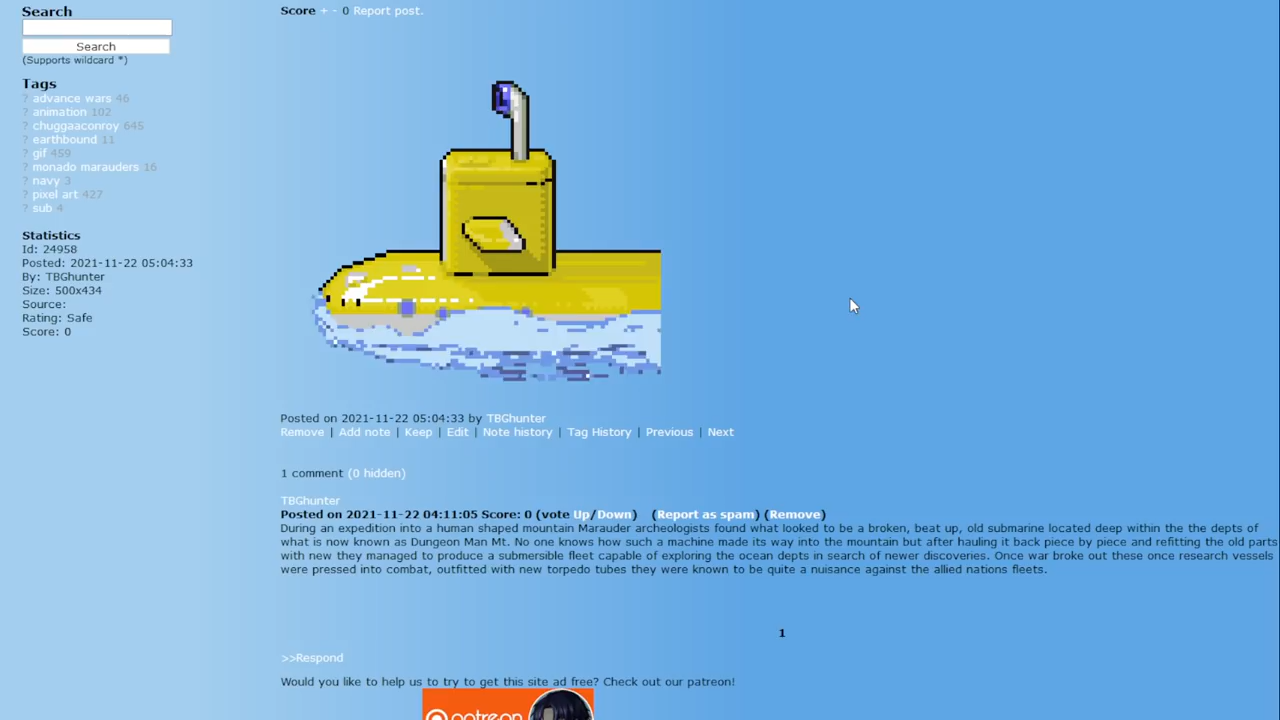 Search
Score + - 0 Report post.
Search
(Supports wildcard *)
Tags
? advance wars 46
? animation 102
? chuggaaconroy 645
? earthbound 11
? gif 459
? monado marauders 16
? navy 3
? pixel art 427
? sub 4
Statistics
Id: 24958
Posted: 2021-11-22 05:04:33
By: TBGhunter
Size: 500x434
Source:
Rating: Safe
Score: 0
Posted on 2021-11-22 05:04:33 by TBGhunter
Remove | Add note | Keep | Edit | Note history | Tag History | Previous | Next
1 comment (0 hidden)
TBGhunter
Posted on 2021-11-22 04:11:05 Score: 0 (vote Up/Down) (Report as spam) (Remove)
During an expedition into a human shaped mountain Marauder archeologists found what looked to be a broken, beat up, old submarine located deep within the the depts of
what is now known as Dungeon Man Mt. No one knows how such a machine made its way into the mountain but after hauling it back piece by piece and refitting the old parts
with new they managed to produce a submersible fleet capable of exploring the ocean depts in search of newer discoveries. Once war broke out these once research vessels
were pressed into combat, outfitted with new torpedo tubes they were known to be quite a nuisance against the allied nations fleets.
1
>>Respond
Would you like to help us to try to get this site ad free? Check out our patreon!
patreon